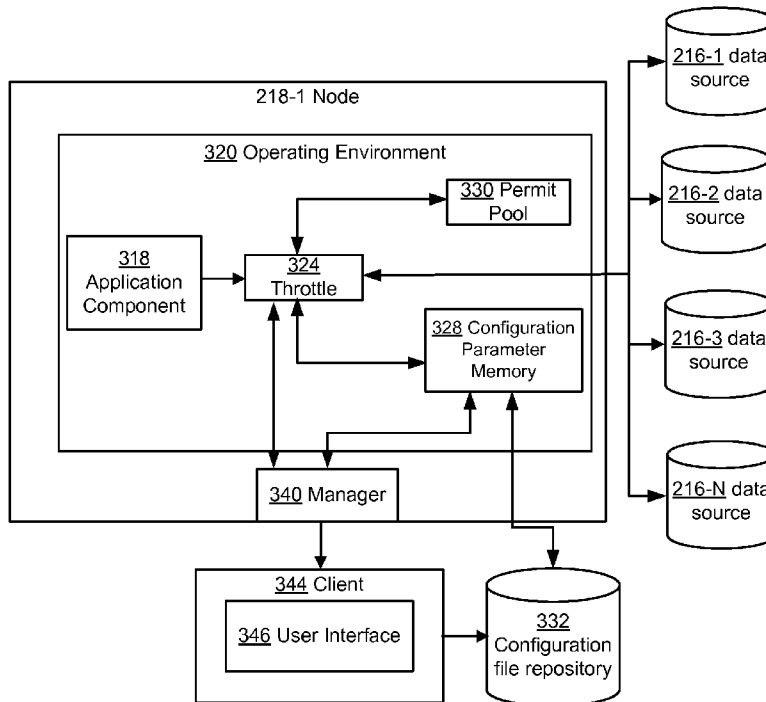 218-1 Node
320 Operating Environment
330 Permit
Pool
318
Application
Component
324
Throttle
328 Configuration
Parameter
Memory
340 Manager
344 Client
346 User Interface
332
Configuration
file repository
216-1 data
source
216-2 data
source
216-3 data
source
216-N data
source